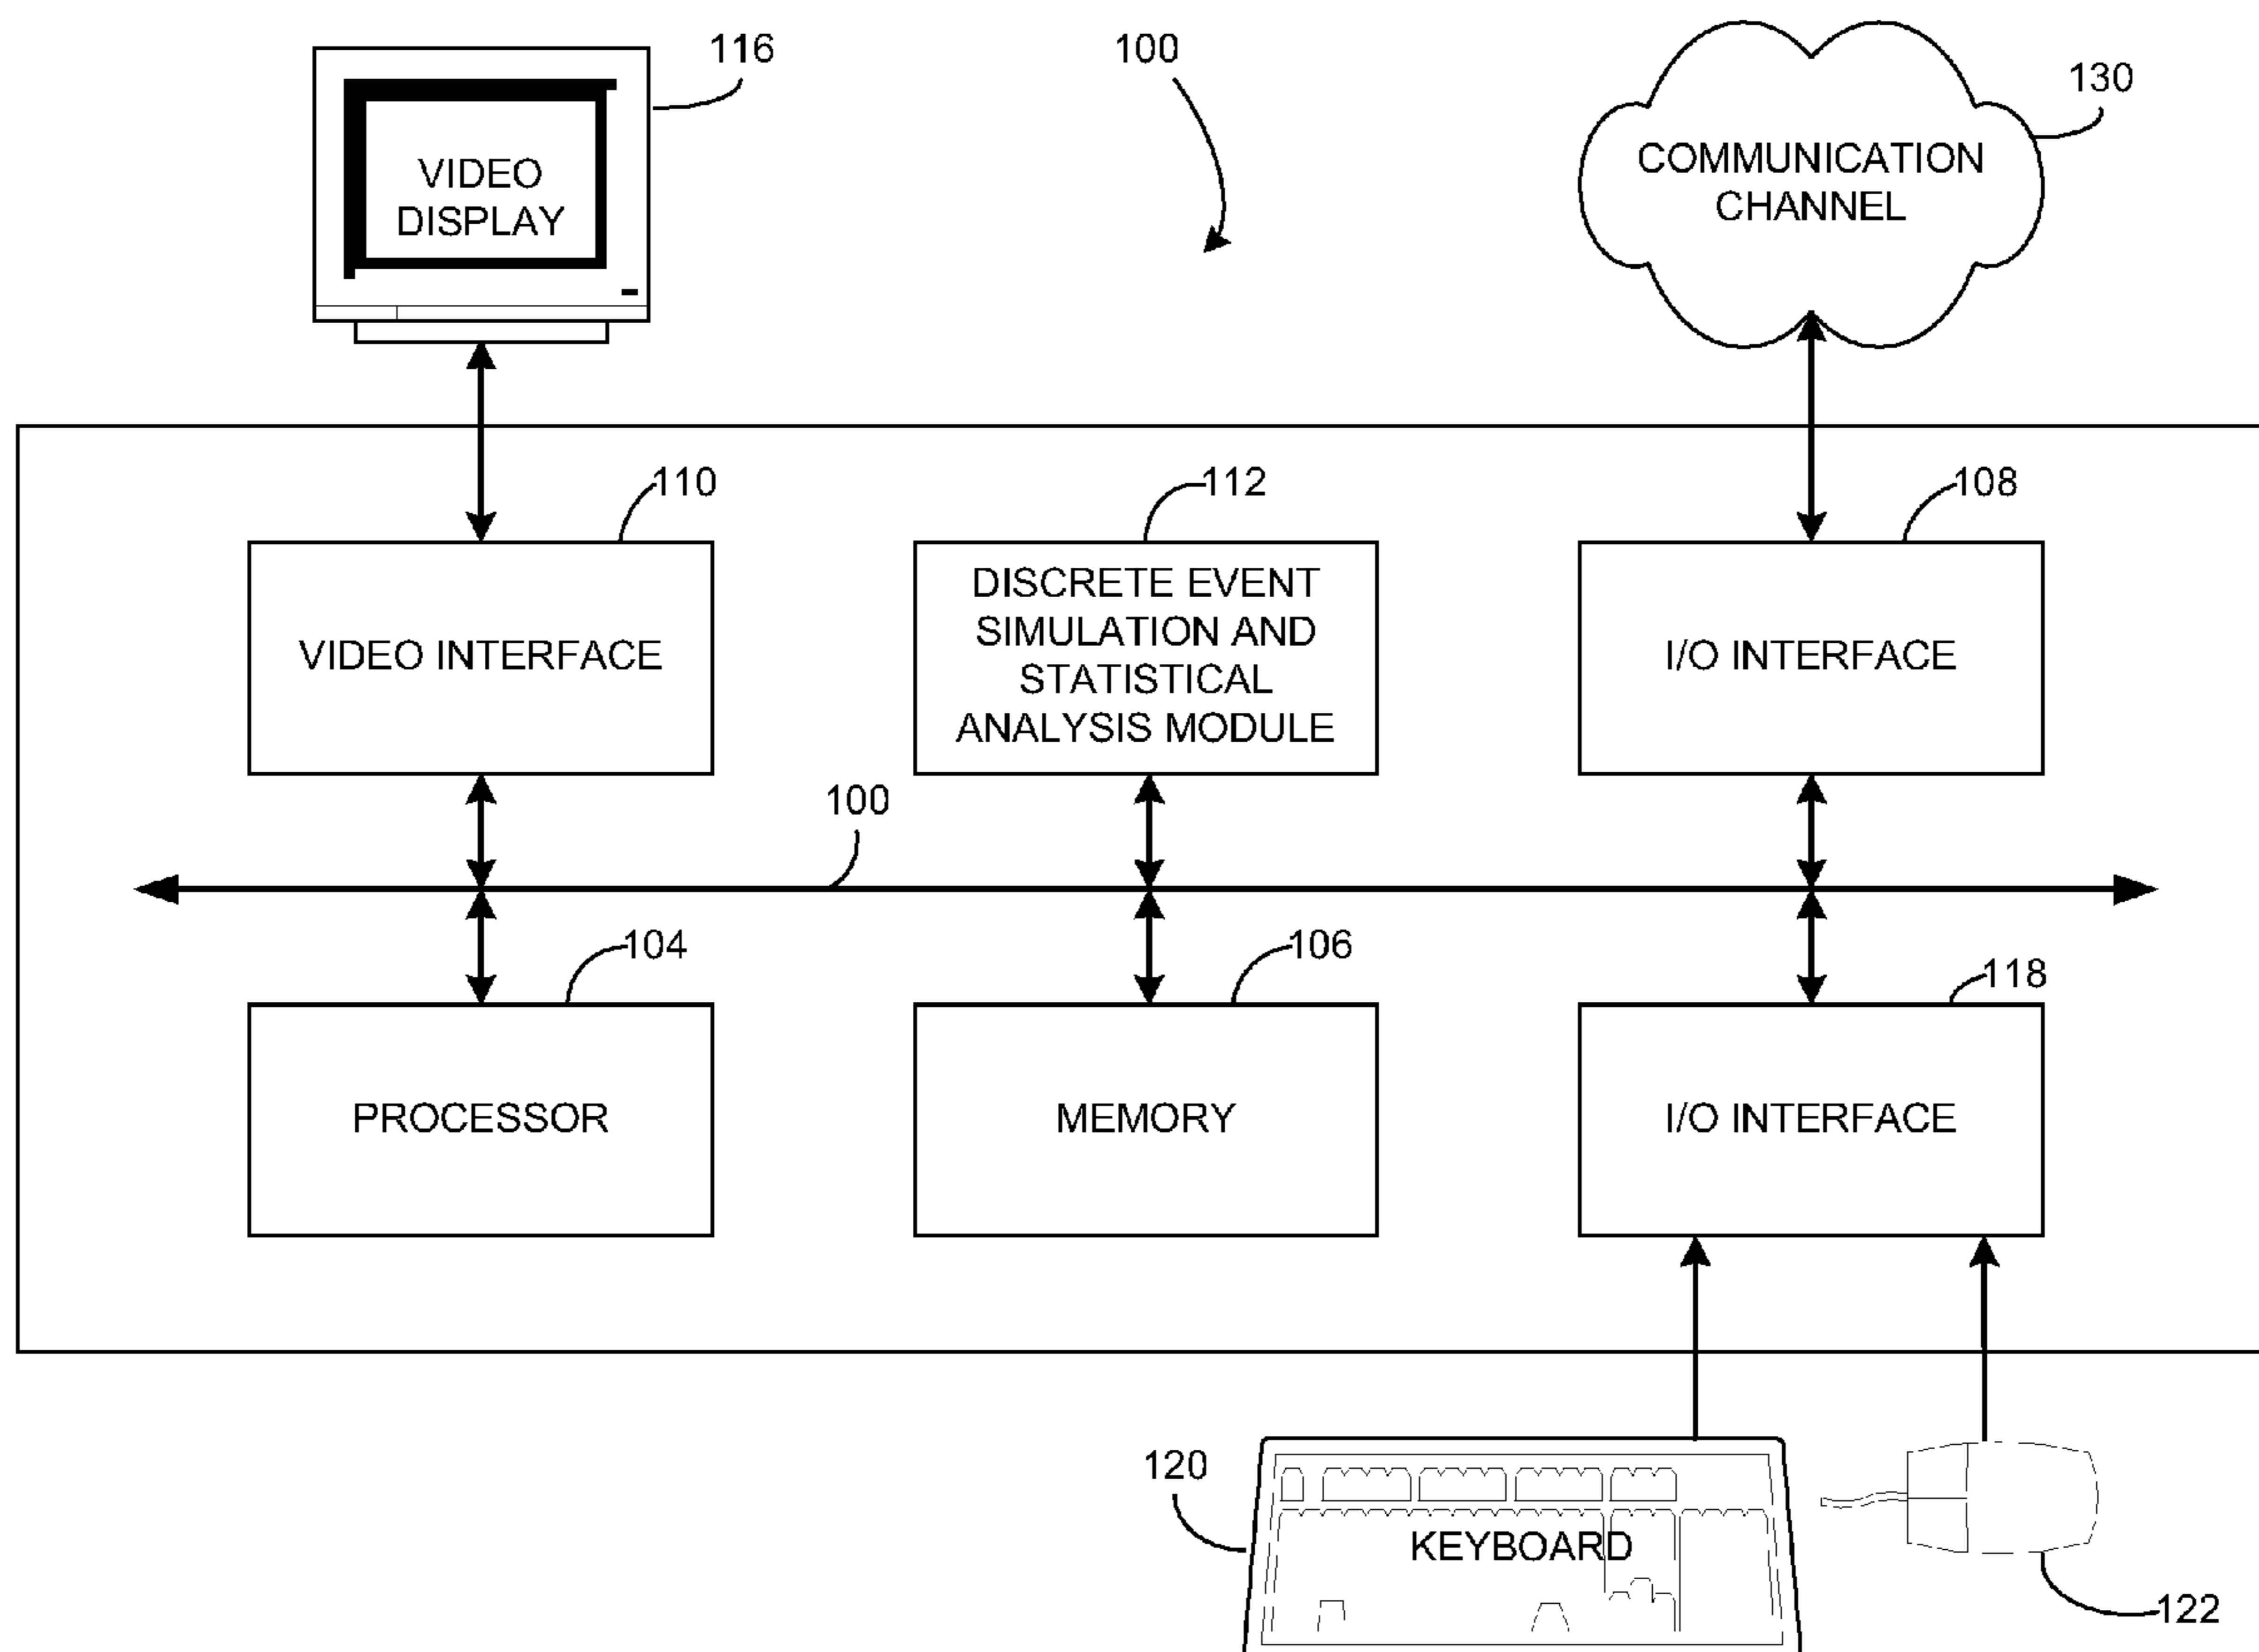 116
100
130
VIDEO
DISPLAY
COMMUNICATION
CHANNEL
110
112
108
VIDEO INTERFACE
DISCRETE EVENT
SIMULATION AND
STATISTICAL
ANALYSIS MODULE
I/O INTERFACE
100
104
106
118
PROCESSOR
MEMORY
I/O INTERFACE
120
KEYBOARD
122